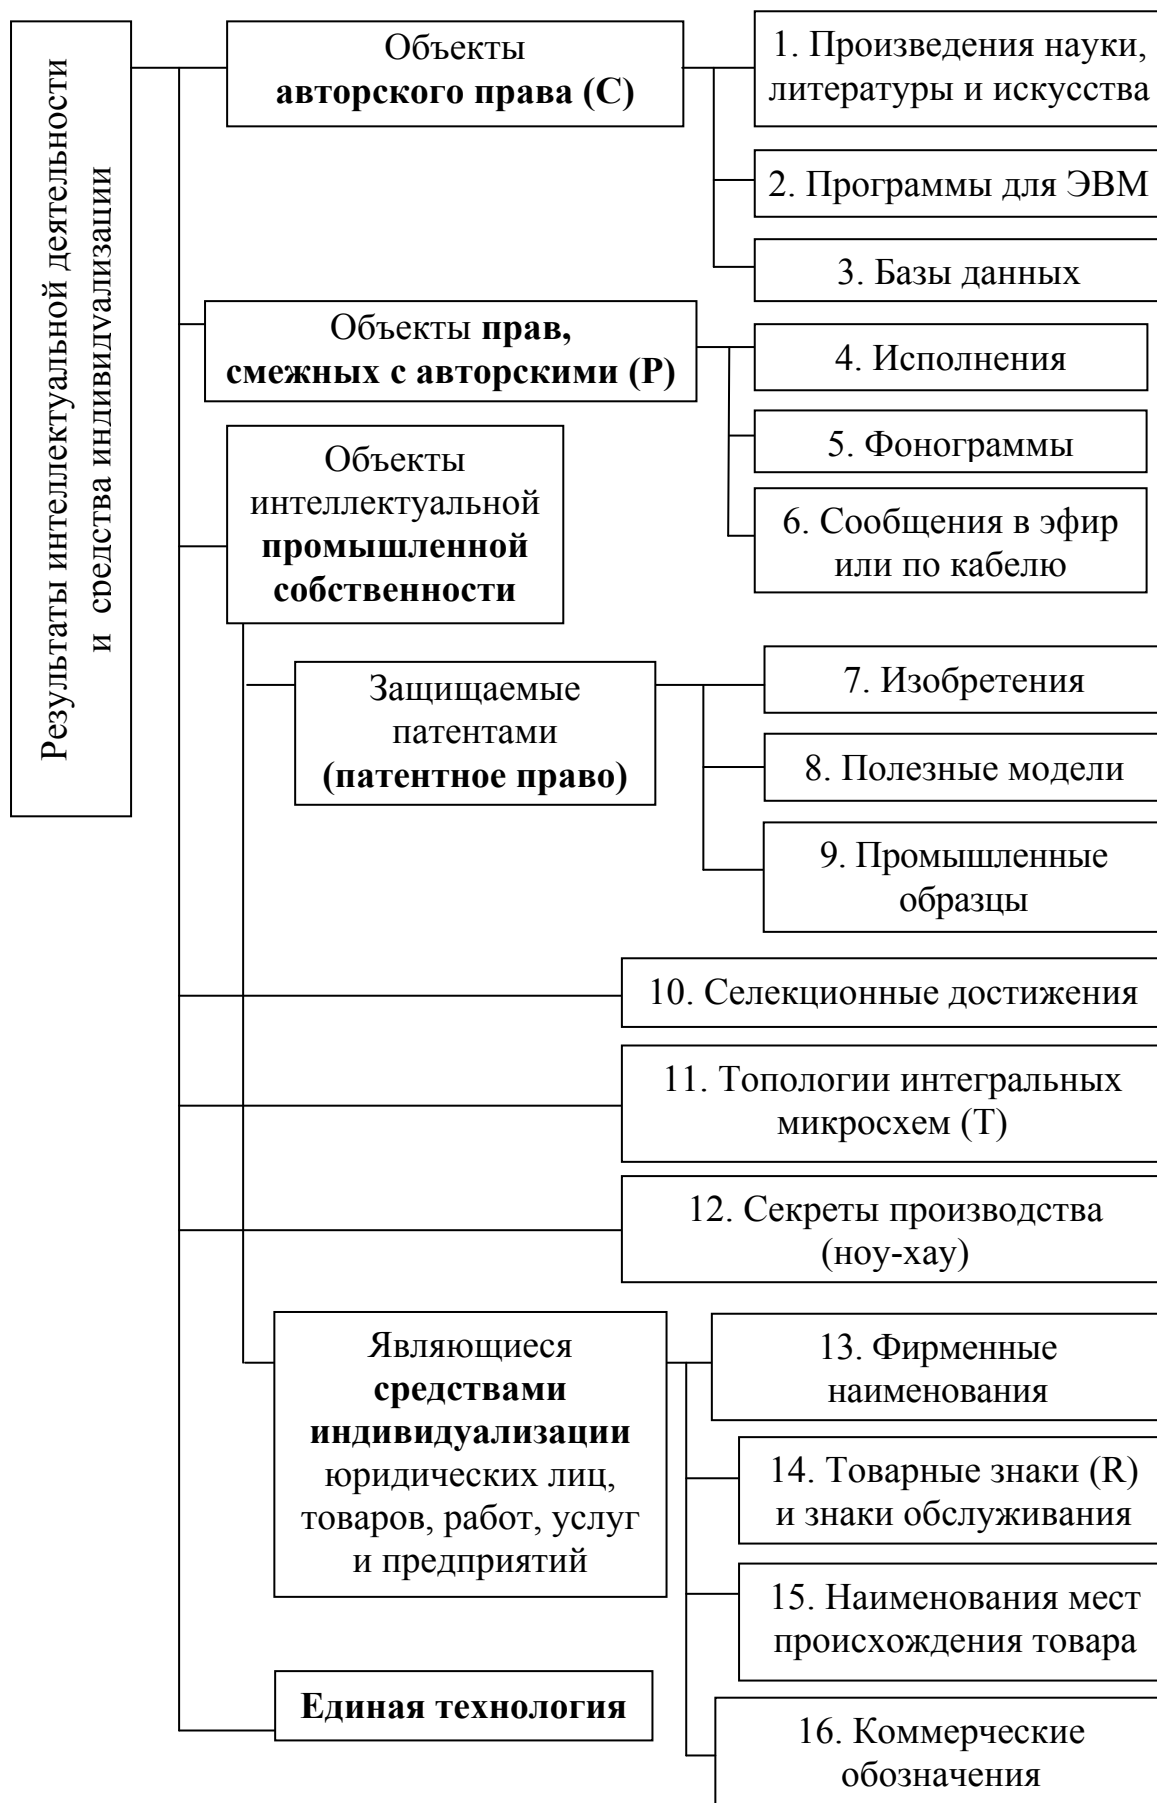 Результаты интеллектуальной деятельности
и средства индивидуализации
Объекты
авторского права (С)
1. Произведения науки,
литературы и искусства
2. Программы для ЭВМ
3. Базы данных
Объекты прав,
смежных с авторскими (Р)
4. Исполнения
5. Фонограммы
6. Сообщения в эфир
или по кабелю
Объекты
интеллектуальной
промышленной
собственности
Защищаемые
патентами
(патентное право)
7. Изобретения
8. Полезные модели
9. Промышленные
образцы
10. Селекционные достижения
11. Топологии интегральных
микросхем (Т)
12. Секреты производства
(ноу-хау)
Являющиеся
средствами
индивидуализации
юридических лиц,
товаров, работ, услуг
и предприятий
13. Фирменные
наименования
14. Товарные знаки (R)
и знаки обслуживания
15. Наименования мест
происхождения товара
16. Коммерческие
обозначения
Единая технология